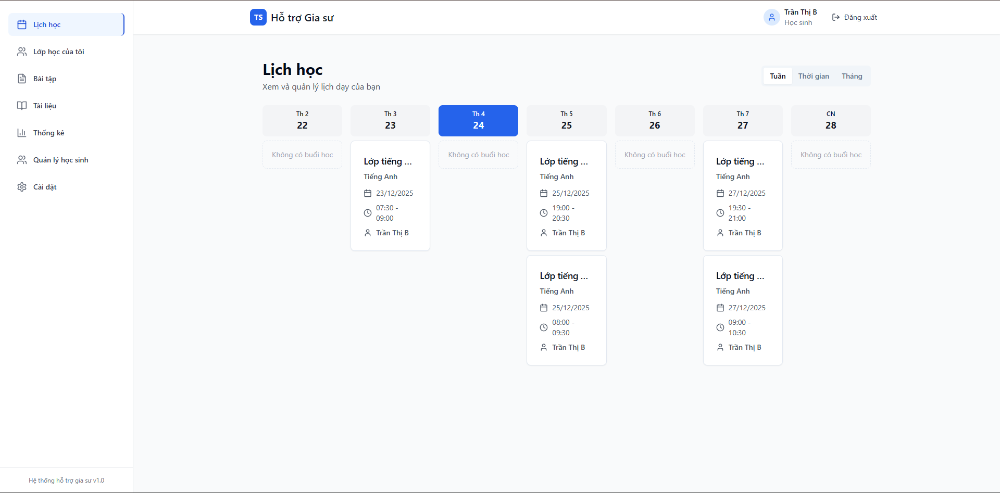 Lịch học
Lớp học của tôi
Bài tập
Tài liệu
Thống kê
Quản lý học sinh
Cài đặt
Hệ thống hỗ trợ gia sư v1.0
TS Hỗ trợ Gia sư
Trần Thị B
Học sinh
Đăng xuất
Lịch học
Xem và quản lý lịch dạy của bạn
Tuần Thời gian Tháng
Th 2
22
Không có buổi học
Th 3
23
Lớp tiếng ...
Tiếng Anh
23/12/2025
07:30 -
09:00
Trần Thị B
Th 4
24
Không có buổi học
Th 5
25
Lớp tiếng ...
Tiếng Anh
25/12/2025
19:00 -
20:30
Trần Thị B
Lớp tiếng ...
Tiếng Anh
25/12/2025
08:00 -
09:30
Trần Thị B
Th 6
26
Không có buổi học
Th 7
27
Lớp tiếng ...
Tiếng Anh
27/12/2025
19:30 -
21:00
Trần Thị B
Lớp tiếng ...
Tiếng Anh
27/12/2025
09:00 -
10:30
Trần Thị B
CN
28
Không có buổi học